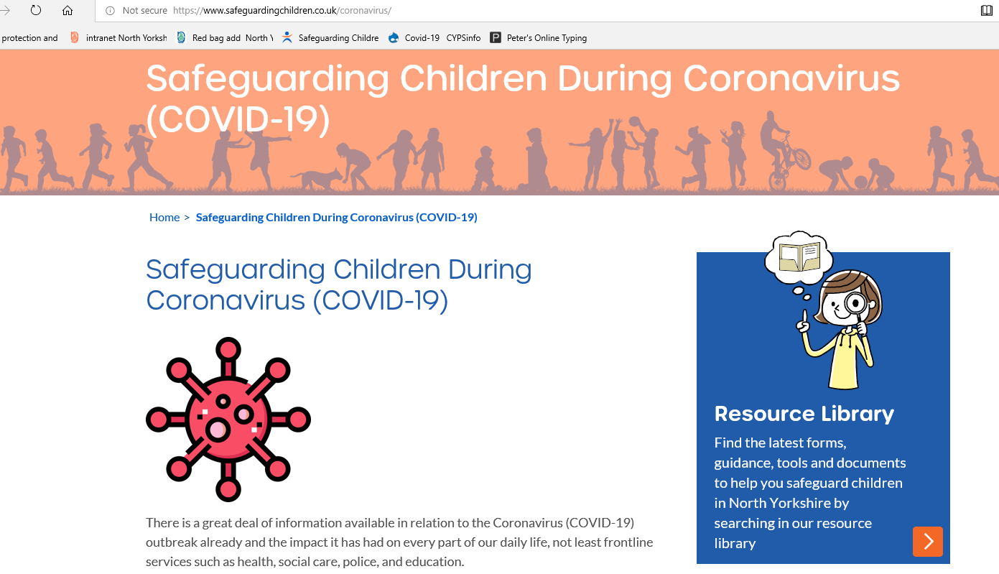 Not secure https://www.safeguardingchildren.co.uk/coronavirus/
protection and intranet North Yorksh Red bag add North Y Safeguarding Childre Covid-19 CYPSinfo P Peter's Online Typing
Safeguarding Children During Coronavirus
(COVID-19)
Home > Safeguarding Children During Coronavirus (COVID-19)
Safeguarding Children During
Coronavirus (COVID-19)
There is a great deal of information available in relation to the Coronavirus (COVID-19)
outbreak already and the impact it has had on every part of our daily life, not least frontline
services such as health, social care, police, and education.
Resource Library
Find the latest forms,
guidance, tools and documents
to help you safeguard children
in North Yorkshire by
searching in our resource
library